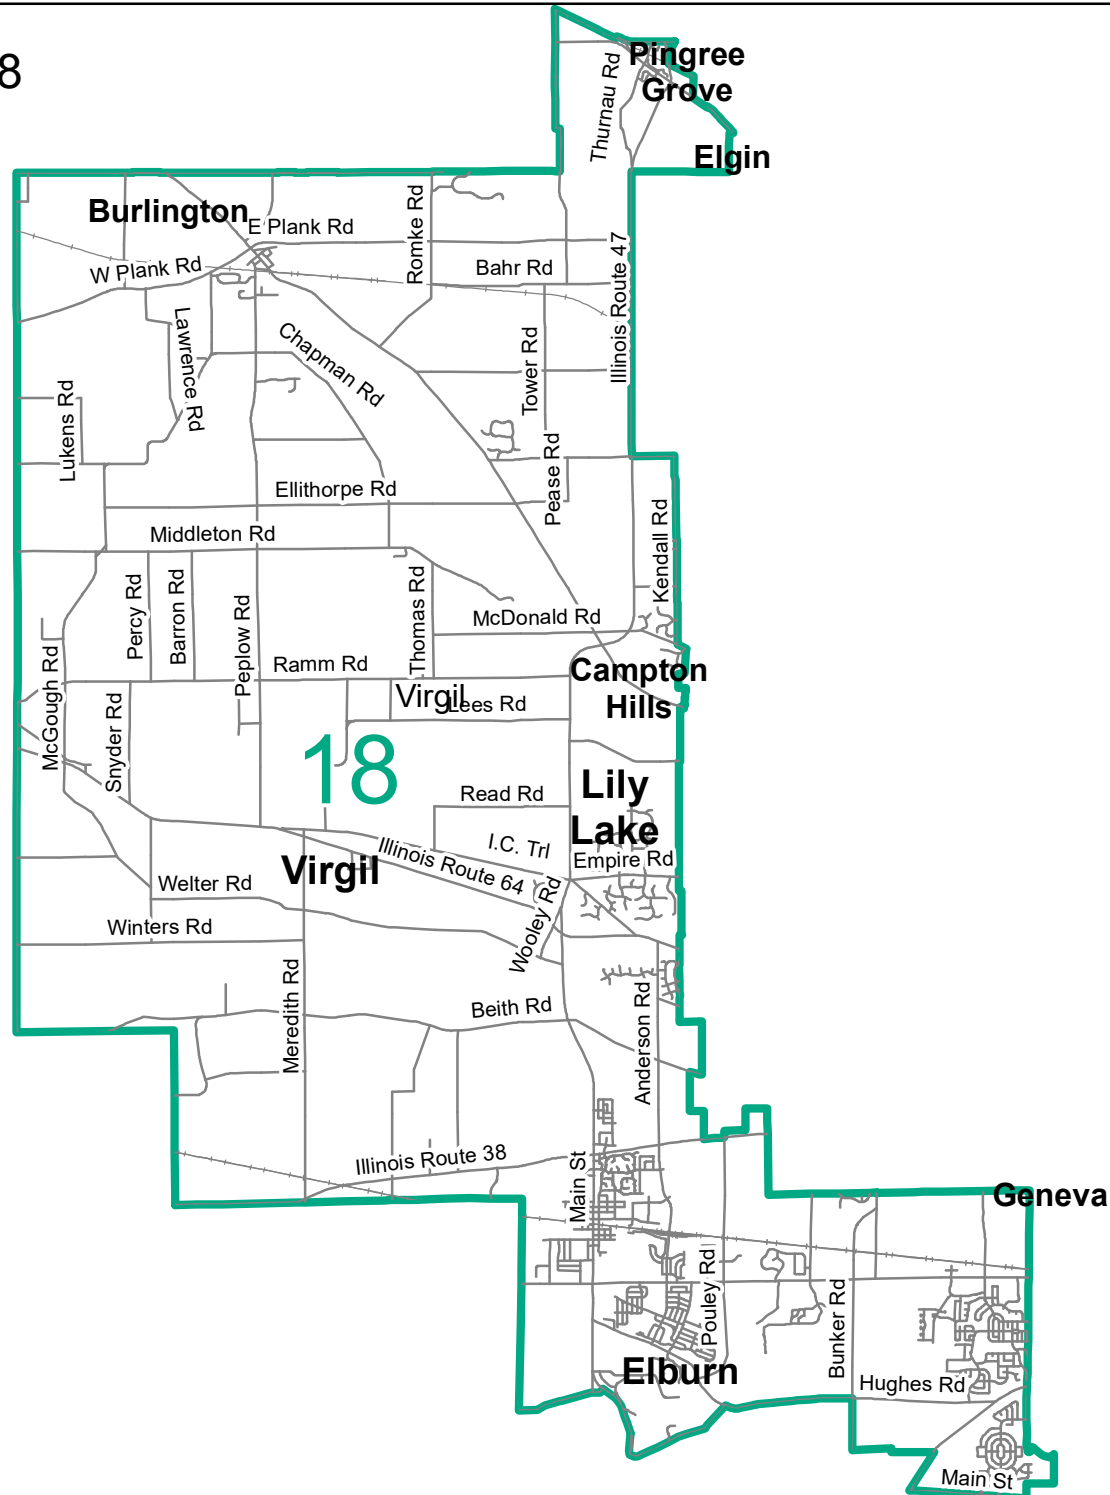 8
Pingree
Grove
Thurnau Rd
Elgin
Burlington
E Plank Rd
Romke Rd
W Plank Rd
Bahr Rd
Illinois Route 47
Lawrence Rd
Chapman Rd
Tower Rd
Lukens Rd
Pease Rd
Ellithorpe Rd
Middleton Rd
Kendall Rd
Percy Rd
Barron Rd
Peplow Rd
Thomas Rd
McDonald Rd
McGough Rd
Ramm Rd
Campton
Hills
Virgil
Lees Rd
Snyder Rd
18
Lily
Lake
Read Rd
I.C. Trl
Empire Rd
Illinois Route 64
Virgil
Welter Rd
Wooley Rd
Winters Rd
Meredith Rd
Beith Rd
Anderson Rd
Illinois Route 38
Main St
Geneva
Pouley Rd
Bunker Rd
Elburn
Hughes Rd
Main St